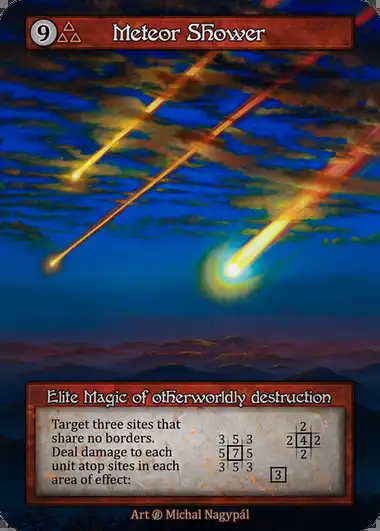 9 Meteor Shower
Elite Magic of otherworldly destruction
Target three sites that
share no borders.
Deal damage to each
unit atop sites in each
area of effect:
3 5 3
5 7 5
3 5 3
2
2 4 2
2
3
Art @ Michal Nagypál